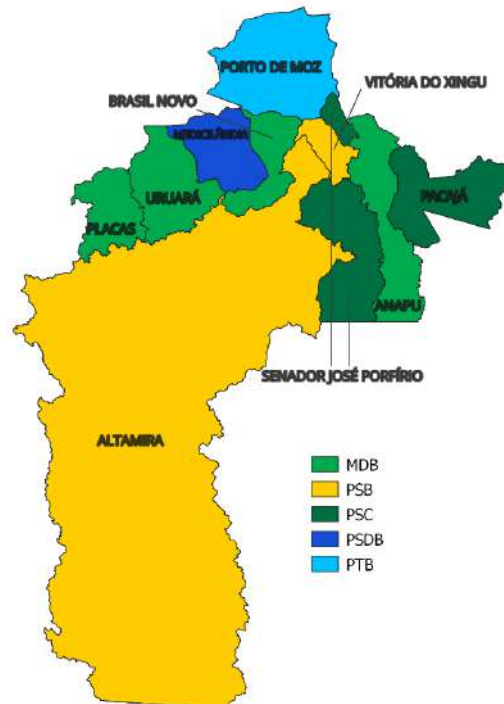 PORTO DE MOZ
VITÓRIA DO XINGU
BRASIL NOVO
MEDICILÂNDIA
URUARÁ
PACAJÁ
PLACAS
ANAPU
SENADOR JOSÉ PORFÍRIO
ALTAMIRA
MDB
PSB
PSC
PSDB
PTB